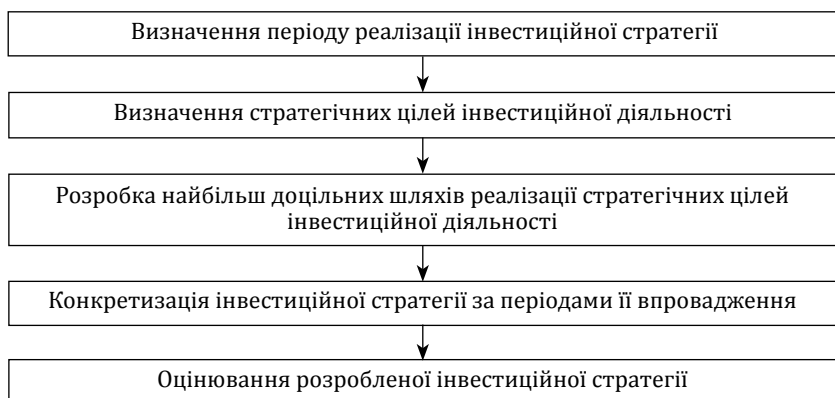 Визначення періоду реалізації інвестиційної стратегії
Визначення стратегічних цілей інвестиційної діяльності
Розробка найбільш доцільних шляхів реалізації стратегічних цілей
інвестиційної діяльності
Конкретизація інвестиційної стратегії за періодами її впровадження
Оцінювання розробленої інвестиційної стратегії